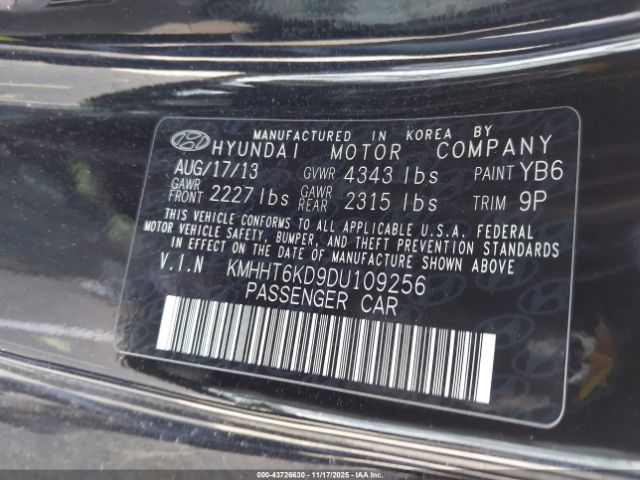 MANUFACTURED IN KOREA BY
HYUNDAI MOTOR COMPANY
AUG/17/13 GVWR 4343 lbs PAINT YB6
GAWR FRONT 2227 lbs GAWR REAR 2315 lbs TRIM 9P
THIS VEHICLE CONFORMS TO ALL APPLICABLE U.S.A. FEDERAL
MOTOR VEHICLE SAFETY, BUMPER, AND THEFT PREVENTION STANDARDS
IN EFFECT ON THE DATE OF MANUFACTURE SHOWN ABOVE
V.I.N KMHHT6KD9DU109256
PASSENGER CAR
000-43726630 - 11/17/2025 - IAA Inc. Copyright